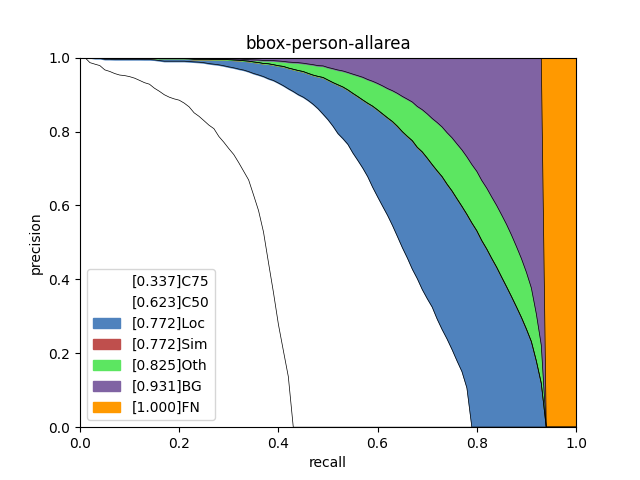 bbox-person-allarea
1.0
0.8
0.6
0.4
0.2
0.0
precision
[0.337]C75
[0.623]C50
[0.772]Loc
[0.772]Sim
[0.825]Oth
[0.931]BG
[1.000]FN
0.0 0.2 0.4 0.6 0.8 1.0
recall